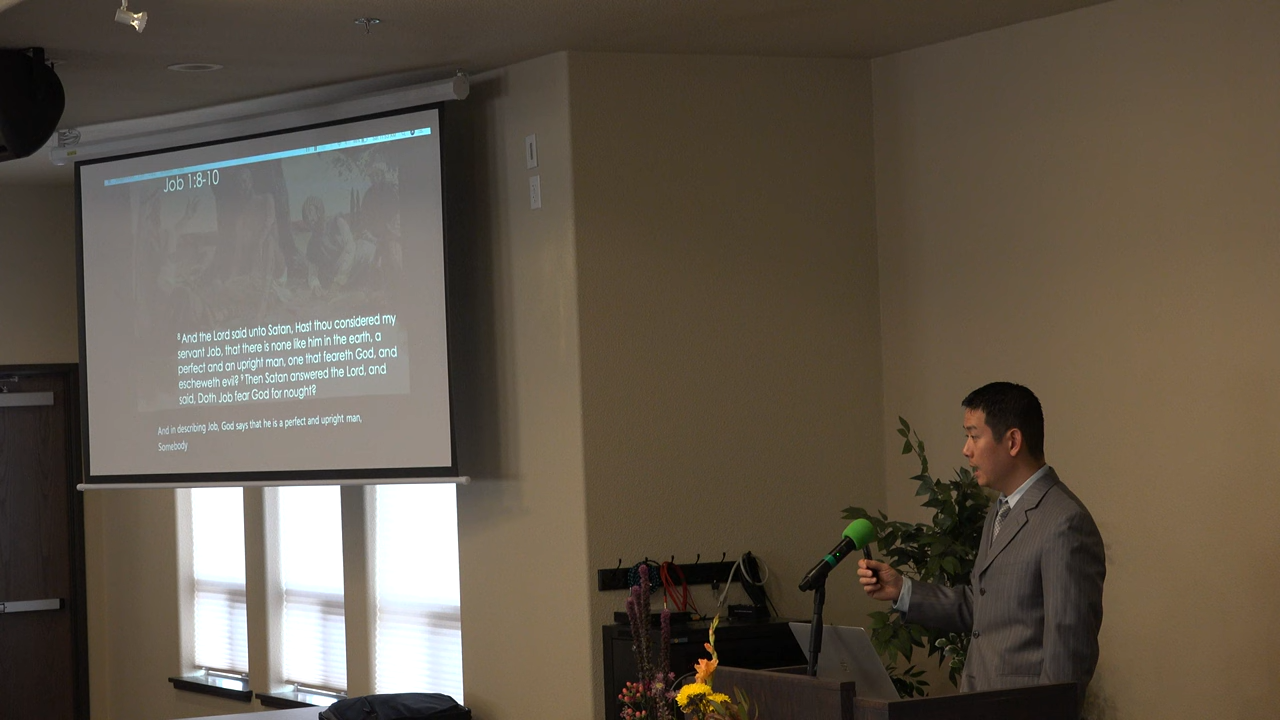 Job 1:8-10
8 And the Lord said unto Satan, Hast thou considered my
servant Job, that there is none like him in the earth, a
perfect and an upright man, one that feareth God, and
escheweth evil? 9 Then Satan answered the Lord, and
said, Doth Job fear God for nought?
And in describing Job, God says that he is a perfect and upright man,
Somebody